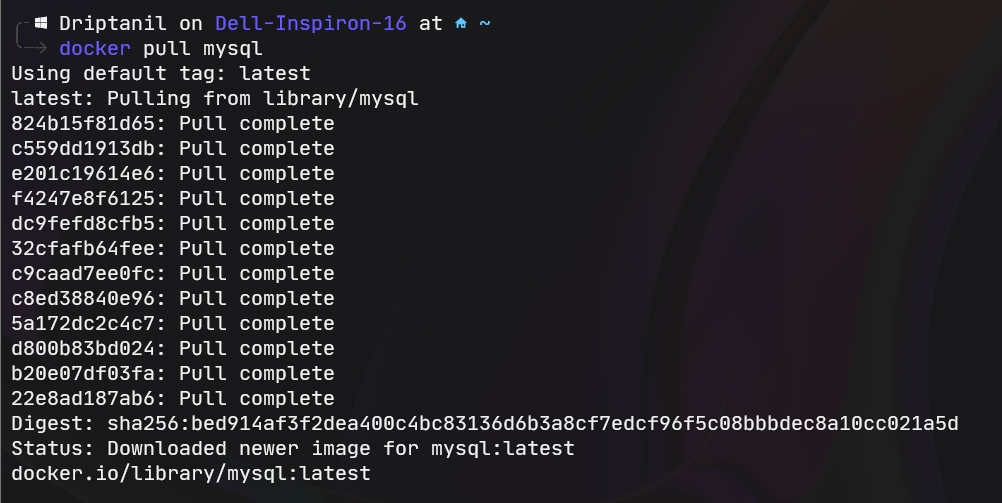 Driptanil on Dell-Inspiron-16 at ~
docker pull mysql
Using default tag: latest
latest: Pulling from library/mysql
824b15f81d65: Pull complete
c559dd1913db: Pull complete
e201c19614e6: Pull complete
f4247e8f6125: Pull complete
dc9fefd8cfb5: Pull complete
32cfafb64fee: Pull complete
c9caad7ee0fc: Pull complete
c8ed38840e96: Pull complete
5a172dc2c4c7: Pull complete
d800b83bd024: Pull complete
b20e07df03fa: Pull complete
22e8ad187ab6: Pull complete
Digest: sha256:bed914af3f2dea400c4bc83136d6b3a8cf7edcf96f5c08bbbdec8a10cc021a5d
Status: Downloaded newer image for mysql:latest
docker.io/library/mysql:latest